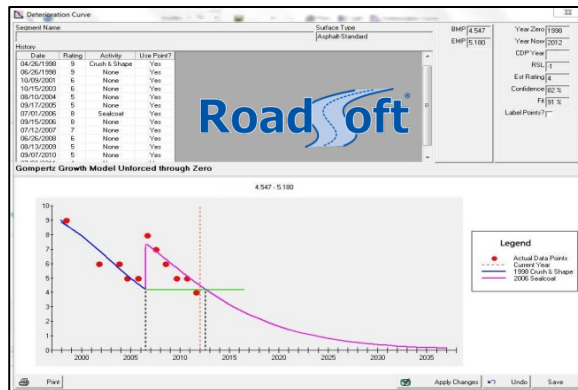 Deterioration Curve
Segment Name
Surface Type
Asphalt-Standard
BMP 4.547
EMP 5.180
Year Zero 1998
Year Now 2012
CDP Year
RSL -1
Est Rating 4
Confidence 82 %
Fit 91 %
Label Points?
History
Date Rating Activity Use Point?
04/26/1998 9 Crush & Shape Yes
06/26/1998 9 None Yes
10/09/2001 6 None Yes
10/15/2003 6 None Yes
08/10/2004 5 None Yes
09/17/2005 5 None Yes
07/01/2006 8 Sealcoat Yes
09/15/2006 8 None Yes
07/12/2007 7 None Yes
06/26/2008 6 None Yes
08/13/2009 5 None Yes
09/07/2010 5 None Yes
RoadSoft
Gompertz Growth Model Unforced through Zero
4.547 - 5.180
10
9
8
7
6
5
4
3
2
1
0
2000 2005 2010 2015 2020 2025 2030 2035
Legend
Actual Data Points
Current Year
1998 Crush & Shape
2006 Sealcoat
Print
Apply Changes
Undo
Save